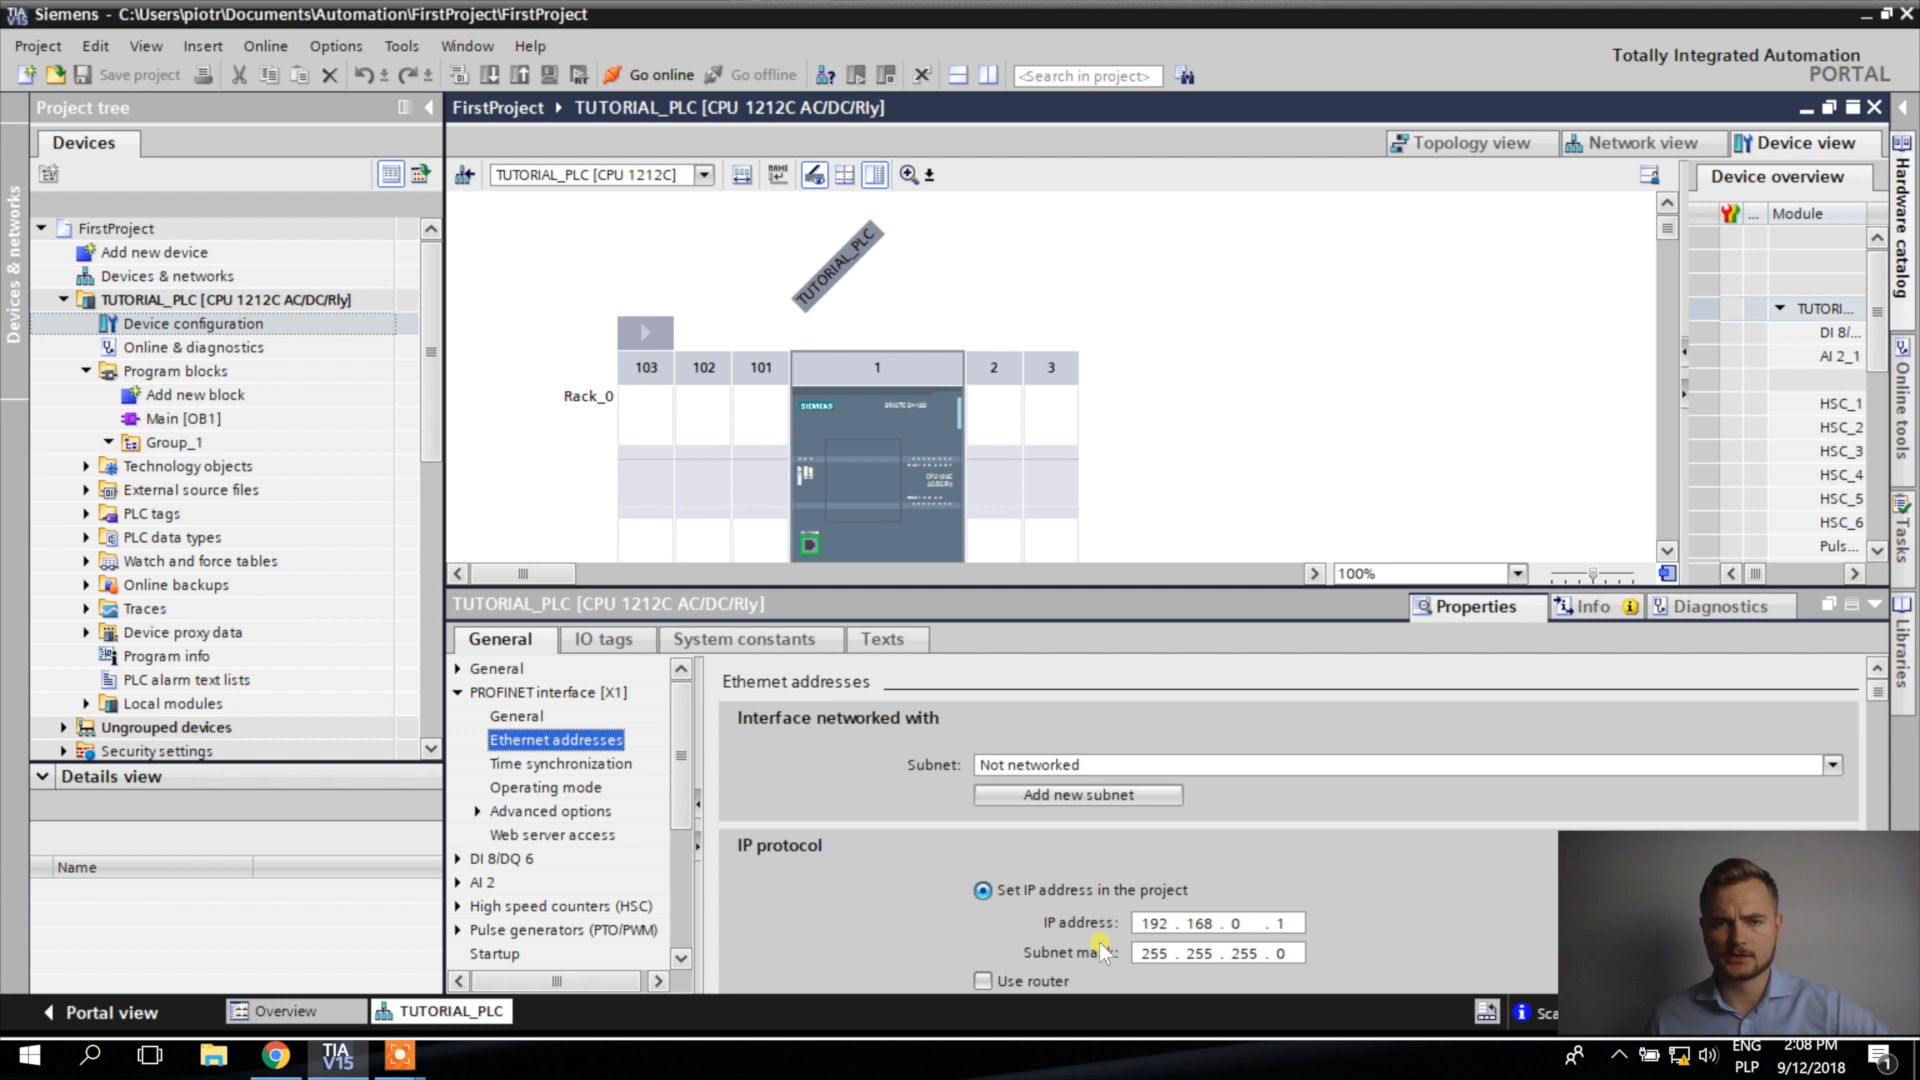 Siemens - C:\Users\piotr\Documents\Automation\FirstProject\FirstProject
Project Edit View Insert Online Options Tools Window Help
Totally Integrated Automation
PORTAL
Save project
Go online
Go offline
<Search in project>
Project tree
FirstProject TUTORIAL_PLC [CPU 1212C AC/DC/Rly]
Devices
Topology view
Network view
Device view
TUTORIAL_PLC [CPU 1212C]
100%
Device overview
... Module
TUTORI...
DI 8/...
AI 2_1
HSC_1
HSC_2
HSC_3
HSC_4
HSC_5
HSC_6
Puls...
Devices & networks
FirstProject
Add new device
Devices & networks
TUTORIAL_PLC [CPU 1212C AC/DC/Rly]
Device configuration
Online & diagnostics
Program blocks
Add new block
Main [OB1]
Group_1
Technology objects
External source files
PLC tags
PLC data types
Watch and force tables
Online backups
Traces
Device proxy data
Program info
PLC alarm text lists
Local modules
Ungrouped devices
Security settings
Details view
Name
TUTORIAL_PLC
103 102 101 1 2 3
Rack_0
SIEMENS
Hardware catalog
Online tools
Tasks
Libraries
TUTORIAL_PLC [CPU 1212C AC/DC/Rly]
Properties
Info
Diagnostics
General
IO tags
System constants
Texts
General
PROFINET interface [X1]
General
Ethernet addresses
Time synchronization
Operating mode
Advanced options
Web server access
DI 8/DQ 6
AI 2
High speed counters (HSC)
Pulse generators (PTO/PWM)
Startup
Ethernet addresses
Interface networked with
Subnet: Not networked
Add new subnet
IP protocol
Set IP address in the project
IP address: 192 . 168 . 0 . 1
Subnet 255 . 255 . 255 . 0
Use router
Portal view
Overview
TUTORIAL_PLC
TIA
V15
ENG
PLP
2:08 PM
9/12/2018
1